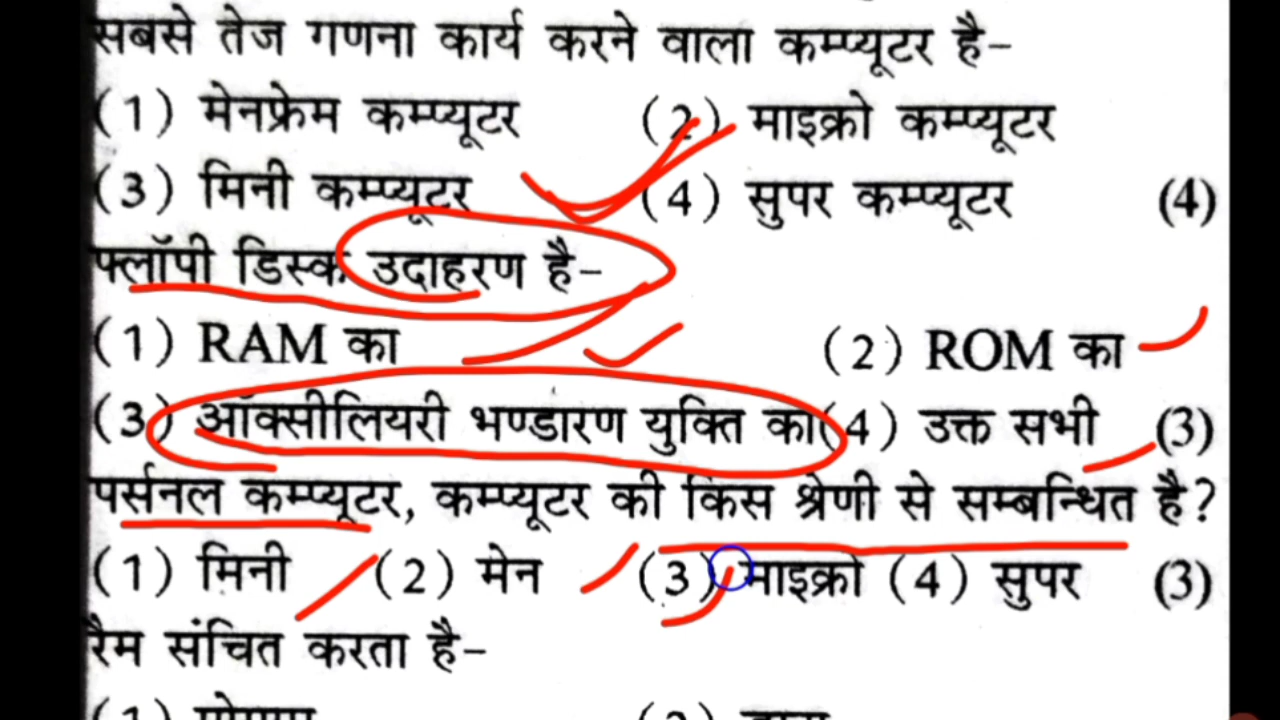 सबसे तेज गणना कार्य करने वाला कम्प्यूटर है–
(1) मेनफ्रेम कम्प्यूटर (2) माइक्रो कम्प्यूटर
(3) मिनी कम्प्यूटर (4) सुपर कम्प्यूटर (4)
फ्लॉपी डिस्क उदाहरण है–
(1) RAM का (2) ROM का
(3) ऑक्सीलियरी भण्डारण युक्ति का (4) उक्त सभी (3)
पर्सनल कम्प्यूटर, कम्प्यूटर की किस श्रेणी से सम्बन्धित है?
(1) मिनी (2) मेन (3) माइक्रो (4) सुपर (3)
रैम संचित करता है–